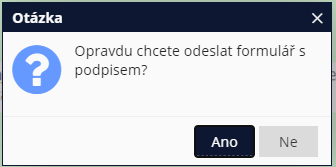 Otázka
Opravdu chcete odeslat formulář s
podpisem?
Ano
Ne